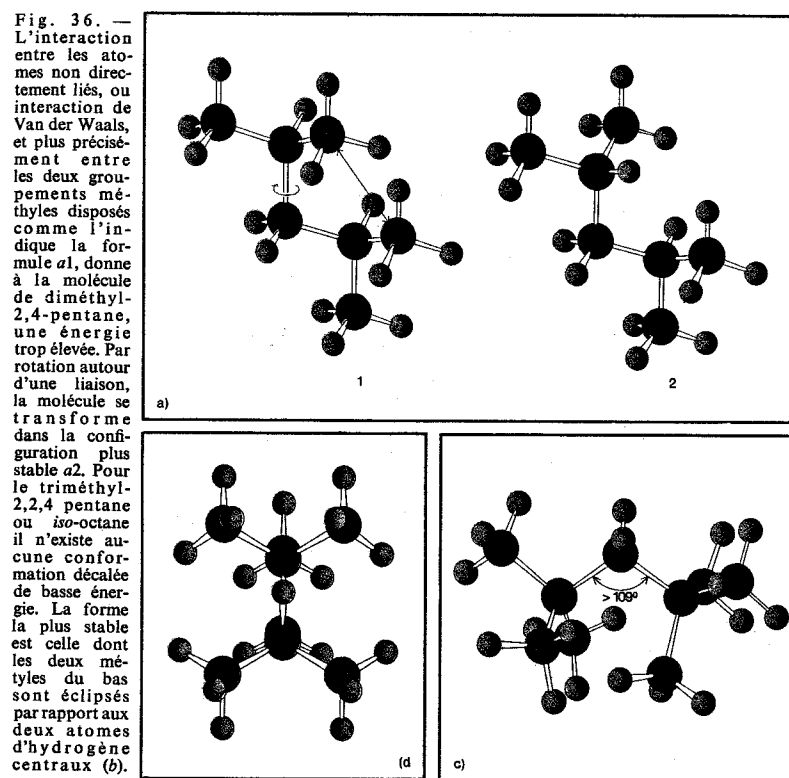 Fig. 36. —
L'interaction
entre les ato-
mes non direc-
tement liés, ou
interaction de
Van der Waals,
et plus précisé-
ment entre
les deux grou-
pements mé-
thyles disposés
comme l'in-
dique la for-
mule a1, donne
à la molécule
de diméthyl-
2,4-pentane,
une énergie
trop élevée. Par
rotation autour
d'une liaison,
la molécule se
transforme
dans la confi-
guration plus
stable a2. Pour
le triméthyl-
2,2,4 pentane
ou iso-octane
il n'existe au-
cune confor-
mation décalée
de basse éner-
gie. La forme
la plus stable
est celle dont
les deux mé-
tyles du bas
sont éclipsés
par rapport aux
deux atomes
d'hydrogène
centraux (b).
1
2
a)
(d
> 109º
c)